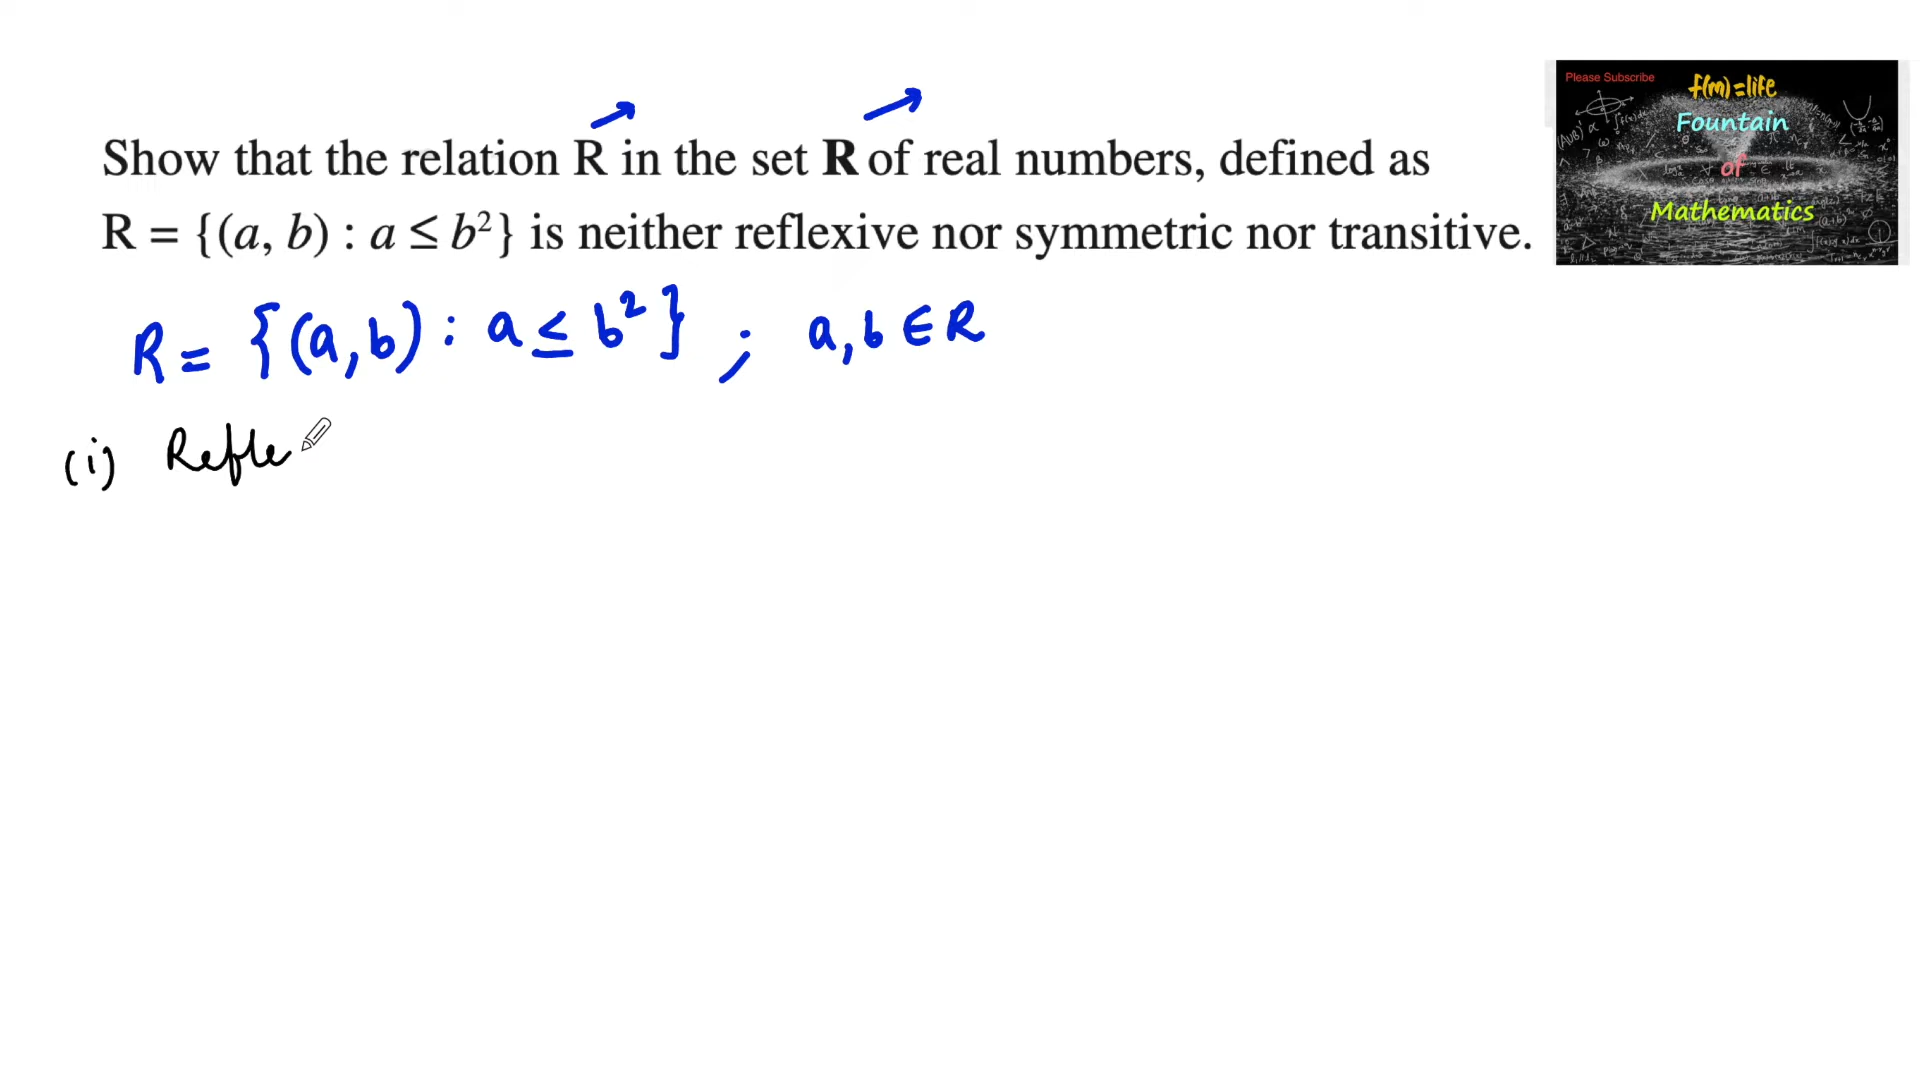 Please Subscribe
f(m)=life
Fountain
of
Mathematics
Show that the relation R in the set R of real numbers, defined as
R = {(a, b) : a ≤ b²} is neither reflexive nor symmetric nor transitive.
R = {(a,b) : a ≤ b²} ; a,b ∈ R
(i) Refle